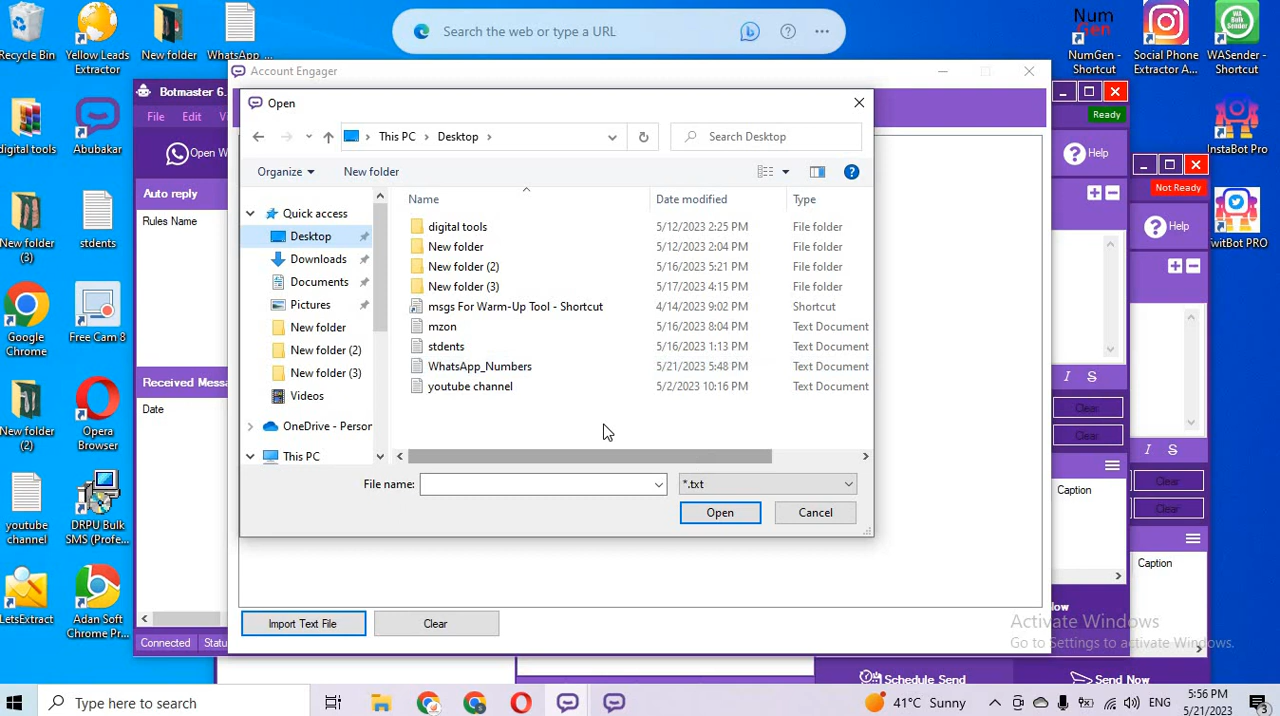 Recycle Bin
Yellow Leads
Extractor
New folder
WhatsApp
Search the web or type a URL
NumGen
NumGen -
Shortcut
Social Phone
Extractor A...
WASender -
Shortcut
Account Engager
Botmaster 6.
File
Edit
Open W
Auto reply
Rules Name
Received Messa
Date
Connected
Statu
Open
This PC
Desktop
Search Desktop
Organize
New folder
Name
Date modified
Type
Quick access
Desktop
Downloads
Documents
Pictures
New folder
New folder (2)
New folder (3)
Videos
OneDrive - Person
This PC
digital tools 5/12/2023 2:25 PM File folder
New folder 5/12/2023 2:04 PM File folder
New folder (2) 5/16/2023 5:21 PM File folder
New folder (3) 5/17/2023 4:15 PM File folder
msgs For Warm-Up Tool - Shortcut 4/14/2023 9:02 PM Shortcut
mzon 5/16/2023 8:04 PM Text Document
stdents 5/16/2023 1:13 PM Text Document
WhatsApp_Numbers 5/21/2023 5:48 PM Text Document
youtube channel 5/2/2023 10:16 PM Text Document
File name:
*.txt
Open
Cancel
Import Text File
Clear
Ready
Help
Not Ready
Help
I S
Clear
Clear
Caption
I S
Clear
Clear
Caption
Now
Schedule Send
Send Now
Activate Windows
Go to Settings to activate Windows.
digital tools
Abubakar
InstaBot Pro
New folder
(3)
stdents
TwitBot PRO
Google
Chrome
Free Cam 8
New folder
(2)
Opera
Browser
youtube
channel
DRPU Bulk
SMS (Profe...
LetsExtract
Adan Soft
Chrome Pr...
Type here to search
41°C Sunny
ENG
5:56 PM
5/21/2023
3